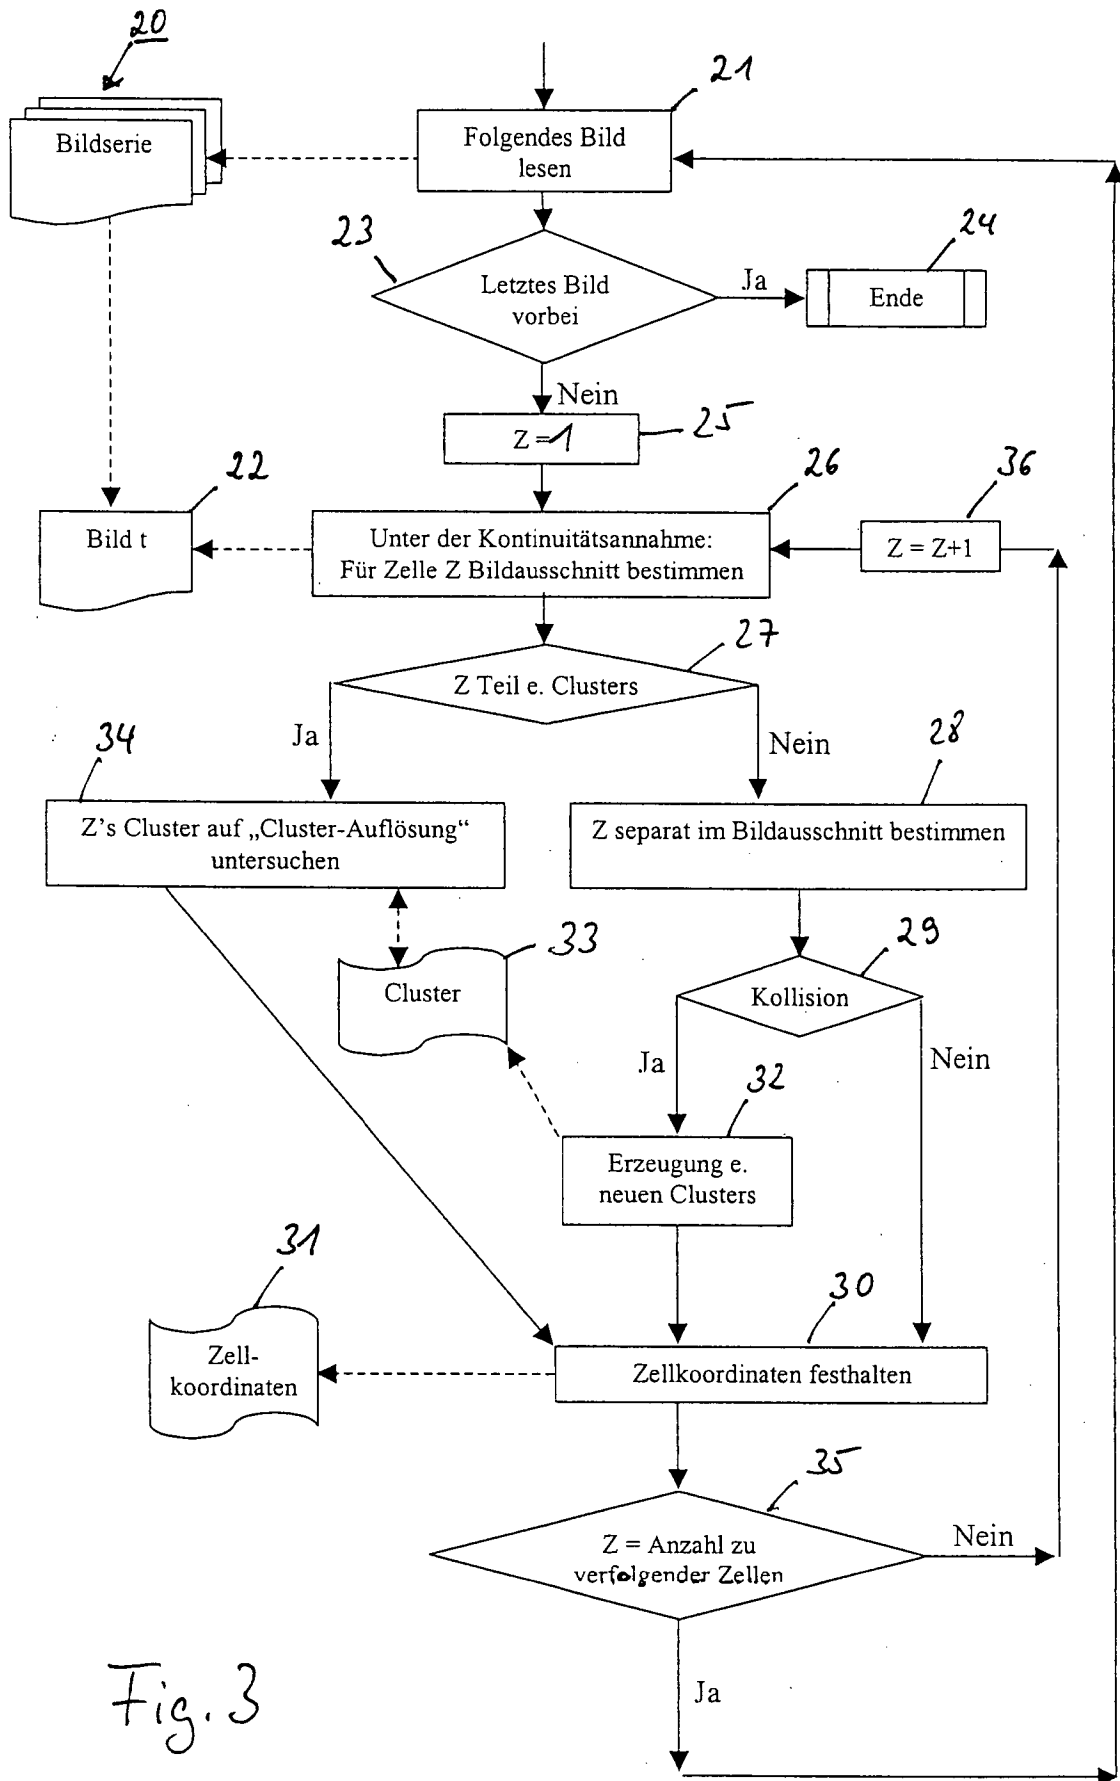 20
21
Bildserie
Folgendes Bild
lesen
23
24
Letztes Bild
vorbei
Ja
Ende
Nein
Z = 1
25
22
26
36
Bild t
Unter der Kontinuitätsannahme:
Für Zelle Z Bildausschnitt bestimmen
Z = Z+1
27
Z Teil e. Clusters
34
Ja
Nein
28
Z's Cluster auf „Cluster-Auflösung“
untersuchen
Z separat im Bildausschnitt bestimmen
33
29
Cluster
Kollision
Ja
Nein
32
Erzeugung e.
neuen Clusters
31
30
Zell-
koordinaten
Zellkoordinaten festhalten
35
Z = Anzahl zu
verfolgender Zellen
Nein
Ja
Fig. 3